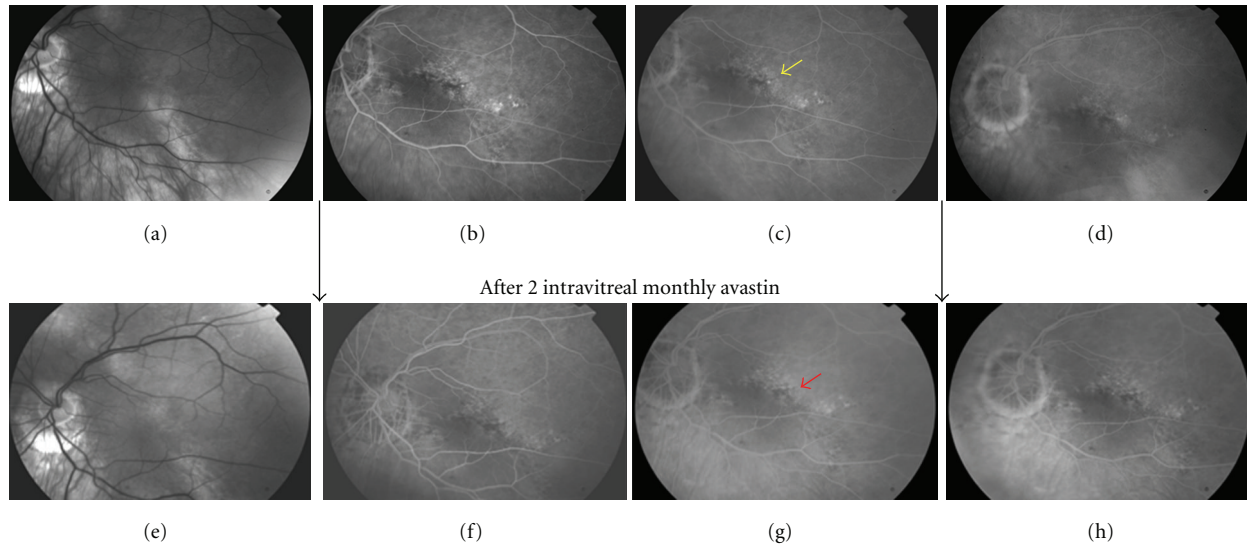 (a)
(b)
(c)
(d)
After 2 intravitreal monthly avastin
(e)
(f)
(g)
(h)